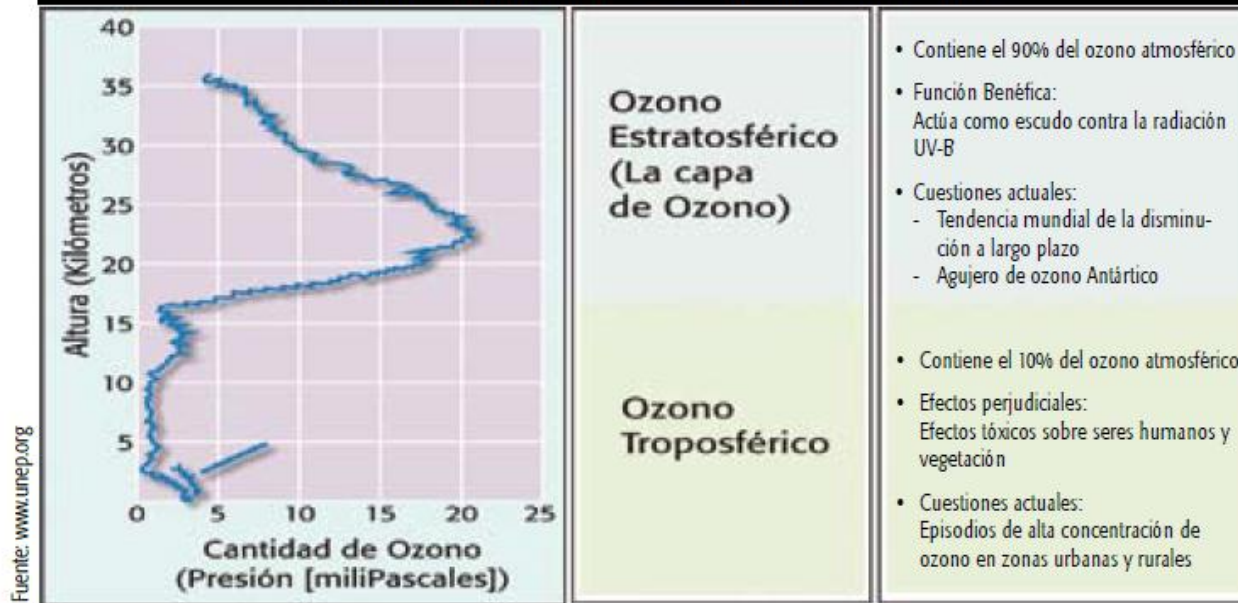 40
35
30
25
20
15
10
5
0 5 10 15 20 25
Altura (Kilómetros)
Cantidad de Ozono
(Presión [miliPascales])
Fuente: www.unep.org
Ozono
Estratosférico
(La capa
de Ozono)
• Contiene el 90% del ozono atmosférico
• Función Benéfica:
Actúa como escudo contra la radiación
UV-B
• Cuestiones actuales:
- Tendencia mundial de la disminu-
ción a largo plazo
- Agujero de ozono Antártico
Ozono
Troposférico
• Contiene el 10% del ozono atmosférico
• Efectos perjudiciales:
Efectos tóxicos sobre seres humanos y
vegetación
• Cuestiones actuales:
Episodios de alta concentración de
ozono en zonas urbanas y rurales